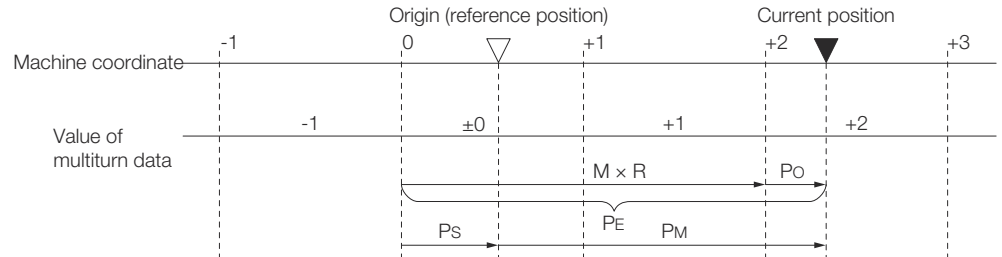 Origin (reference position) Current position
-1 0 +1 +2 +3
Machine coordinate
-1 ±0 +1 +2
Value of
multiturn data
M × R PO
PE
PS PM